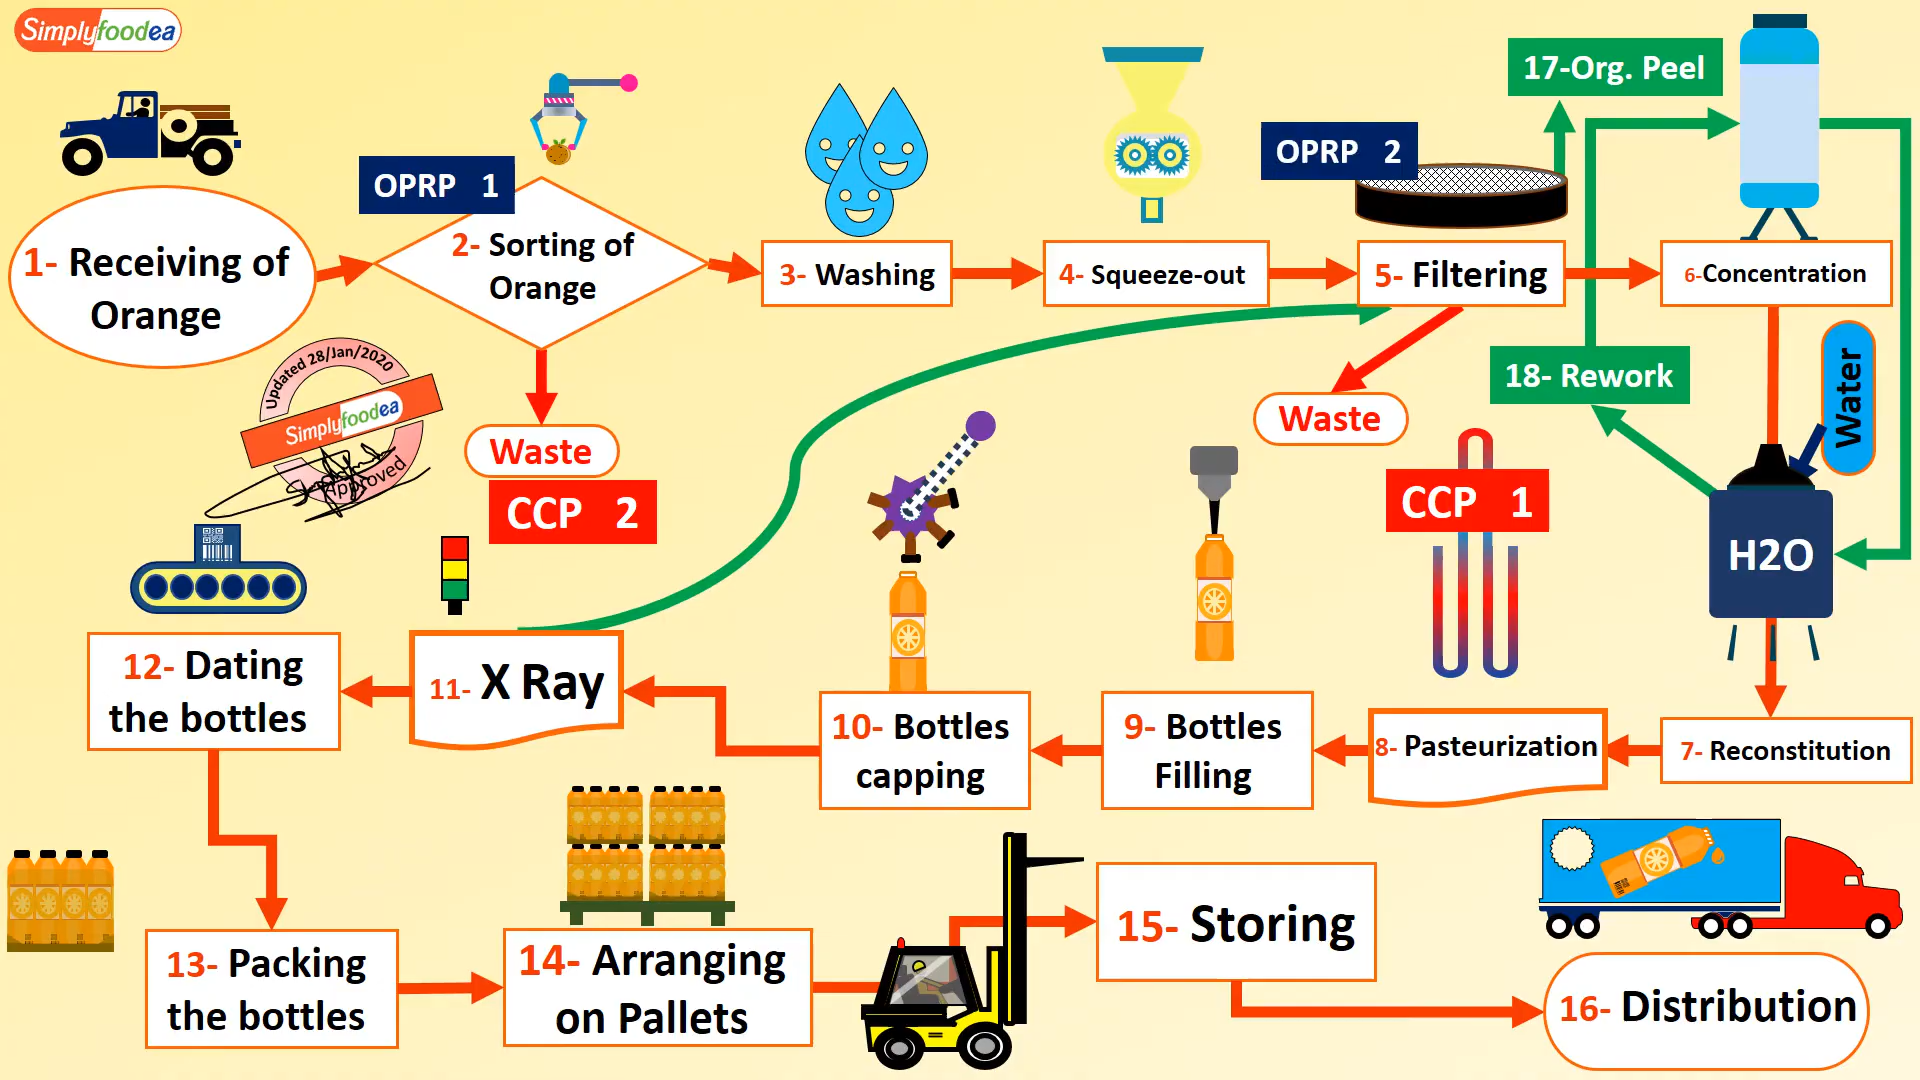 Simplyfoodea
17-Org. Peel
OPRP 1
OPRP 2
1- Receiving of
Orange
2- Sorting of
Orange
3- Washing
4- Squeeze-out
5- Filtering
6-Concentration
Updated 28/Jan/2020
Simplyfoodea
Approved
Waste
Waste
18- Rework
Water
CCP 2
CCP 1
H2O
12- Dating
the bottles
11- X Ray
10- Bottles
capping
9- Bottles
Filling
8- Pasteurization
7- Reconstitution
13- Packing
the bottles
14- Arranging
on Pallets
15- Storing
16- Distribution